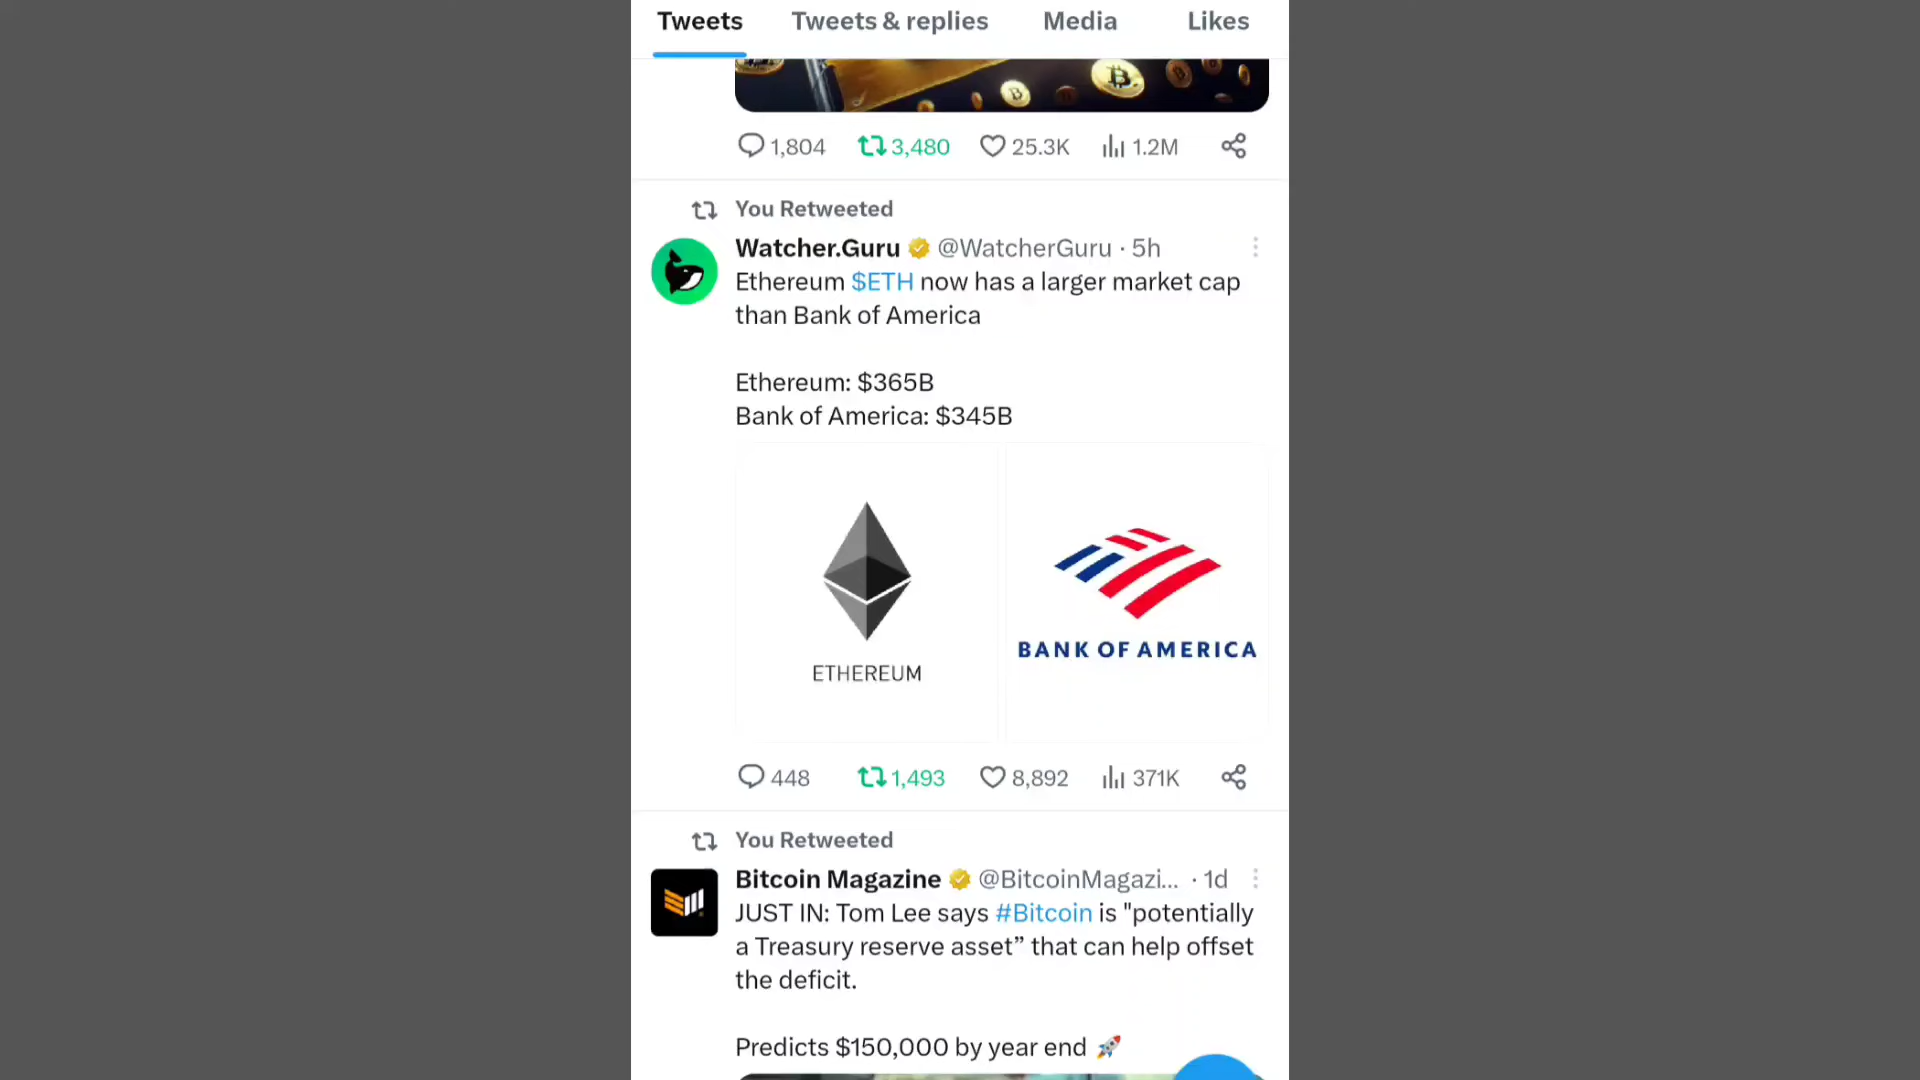 Tweets Tweets & replies Media Likes
1,804 3,480 25.3K 1.2M
You Retweeted
Watcher.Guru @WatcherGuru · 5h
Ethereum $ETH now has a larger market cap
than Bank of America
Ethereum: $365B
Bank of America: $345B
ETHEREUM
BANK OF AMERICA
448 1,493 8,892 371K
You Retweeted
Bitcoin Magazine @BitcoinMagazi... · 1d
JUST IN: Tom Lee says #Bitcoin is "potentially
a Treasury reserve asset” that can help offset
the deficit.
Predicts $150,000 by year end 🚀